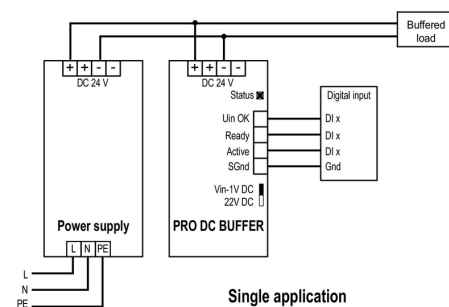 Buffered
load
+ + - -
DC 24 V
+ + - -
DC 24 V
Status
Digital input
Uin OK
DI x
Ready
DI x
Active
DI x
SGnd
Gnd
Vin-1V DC
22V DC
Power supply
PRO DC BUFFER
L N PE
L
N
PE
Single application